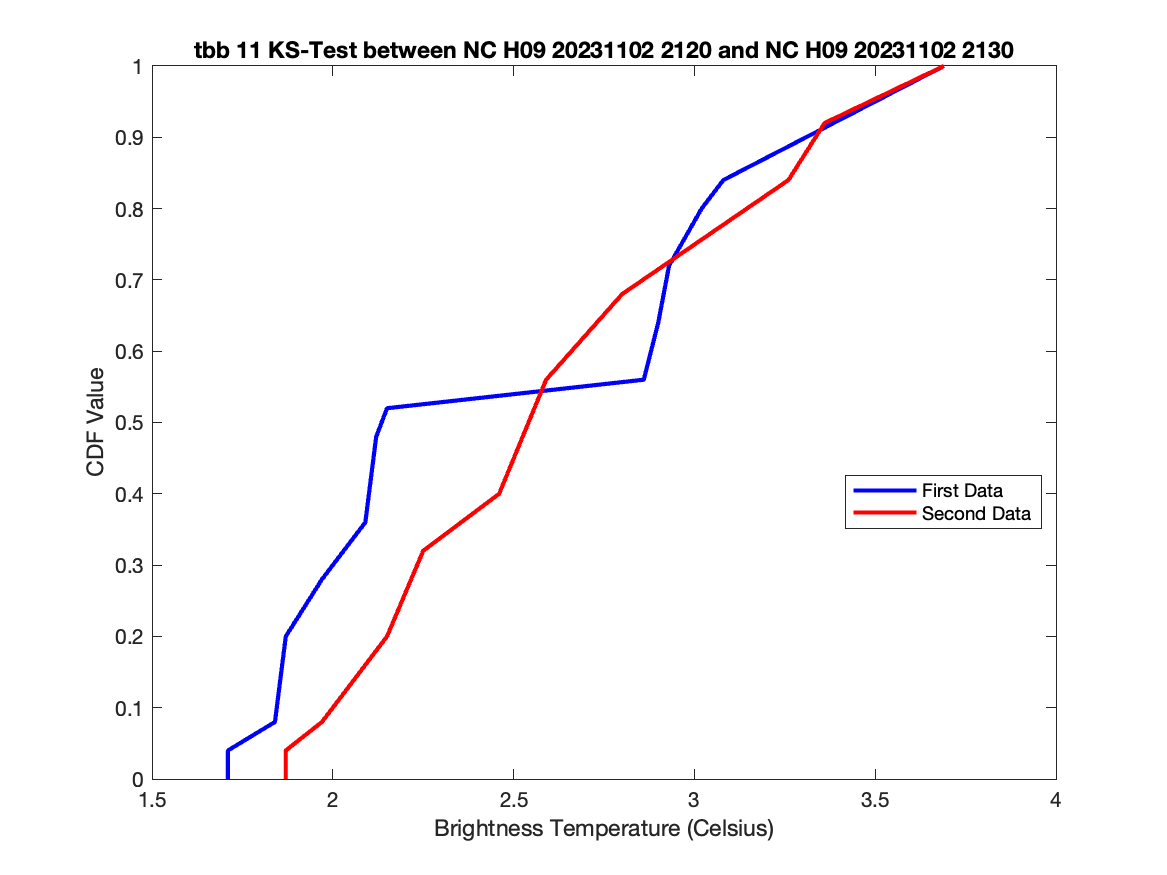 tbb 11 KS-Test between NC H09 20231102 2120 and NC H09 20231102 2130
1
0.9
0.8
0.7
0.6
0.5
0.4
0.3
0.2
0.1
0
CDF Value
First Data
Second Data
1.5 2 2.5 3 3.5 4
Brightness Temperature (Celsius)